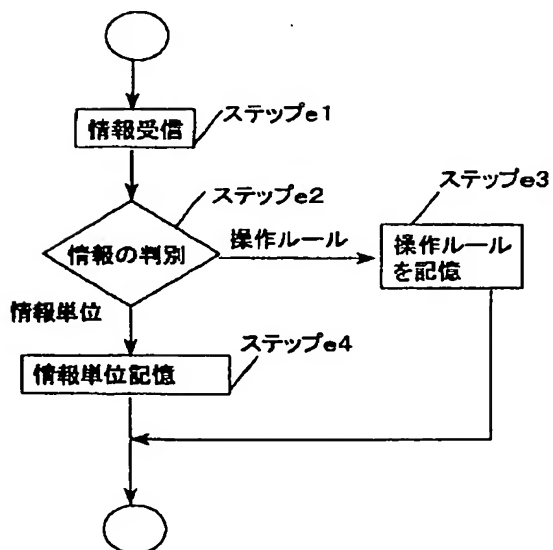 ステップe1
情報受信
ステップe2
ステップe3
情報の判別
操作ルール
操作ルール
を記憶
情報単位
ステップe4
情報単位記憶